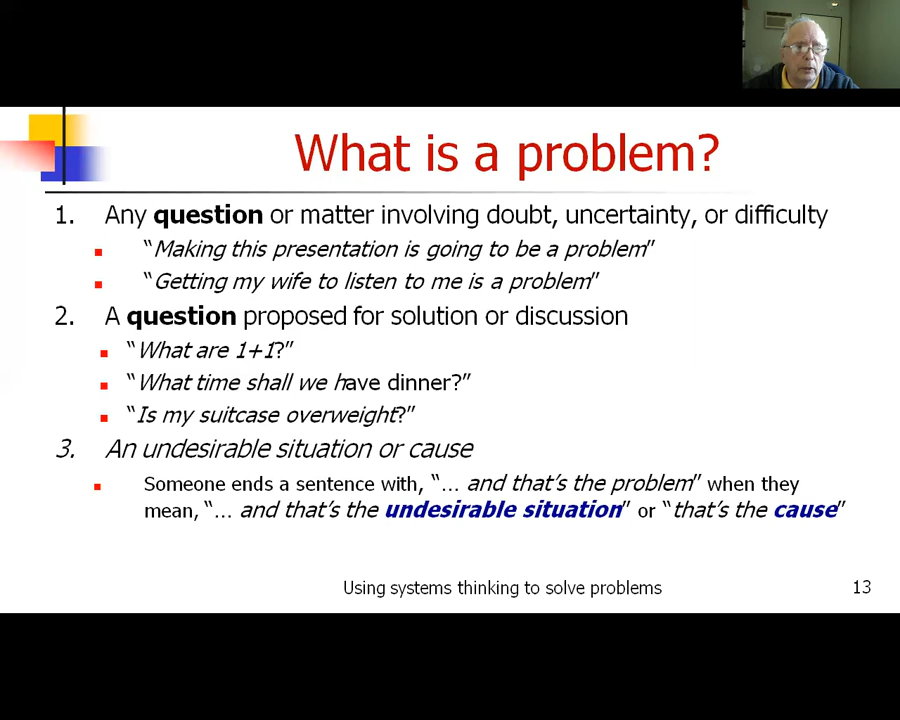 What is a problem?
1. Any question or matter involving doubt, uncertainty, or difficulty
“Making this presentation is going to be a problem”
“Getting my wife to listen to me is a problem”
2. A question proposed for solution or discussion
“What are 1+1?”
“What time shall we have dinner?”
“Is my suitcase overweight?”
3. An undesirable situation or cause
Someone ends a sentence with, “… and that’s the problem” when they
mean, “… and that’s the undesirable situation” or “that’s the cause”
Using systems thinking to solve problems
13